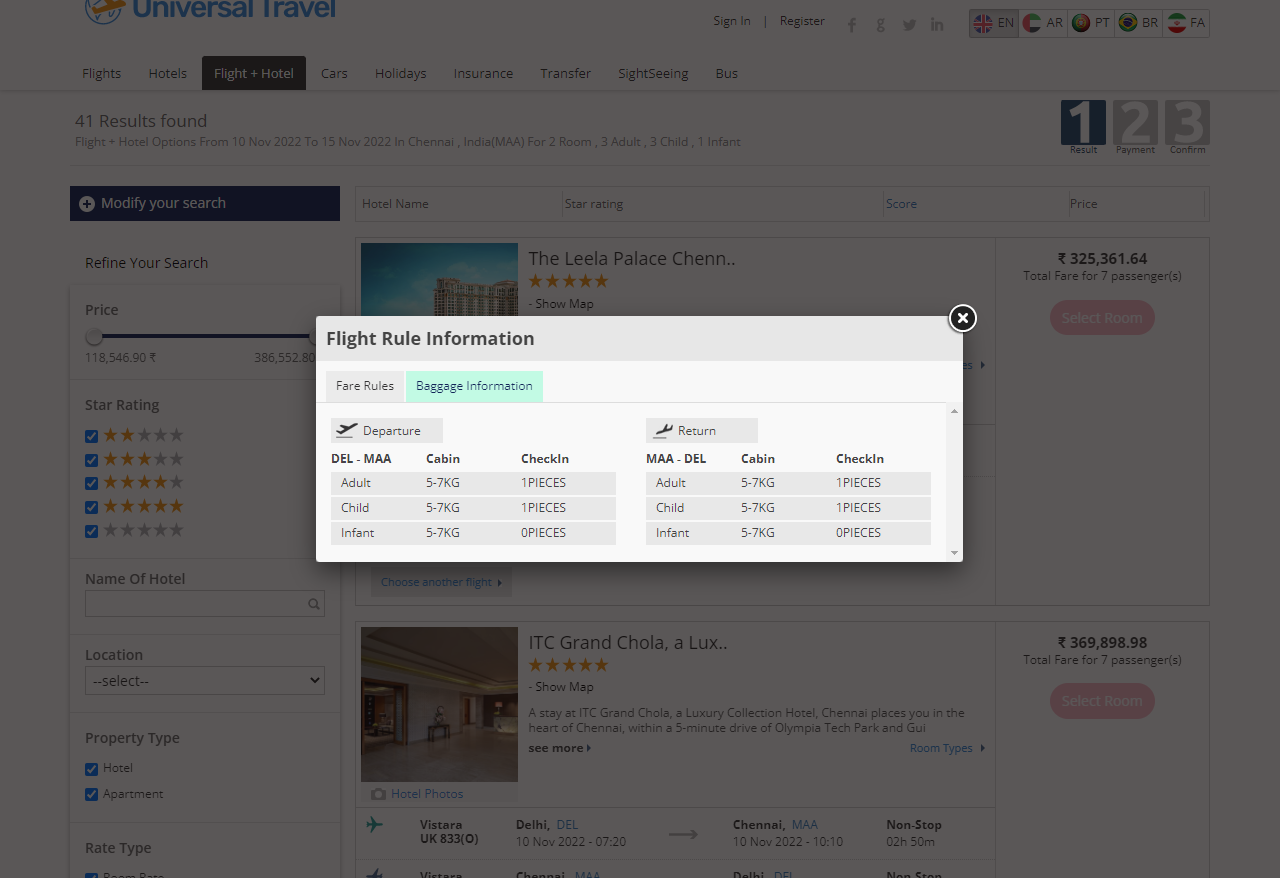 Universal Travel
Sign In | Register
EN AR PT BR FA
Flights Hotels Flight + Hotel Cars Holidays Insurance Transfer SightSeeing Bus
41 Results found
Flight + Hotel Options From 10 Nov 2022 To 15 Nov 2022 In Chennai , India(MAA) For 2 Room , 3 Adult , 3 Child , 1 Infant
1 2 3
Result Payment Confirm
Modify your search
Hotel Name Star rating Score Price
Refine Your Search
Price
118,546.90 ₹ 386,552.80
Star Rating
Name Of Hotel
Location
--select--
Property Type
Hotel
Apartment
Rate Type
Room Rate
The Leela Palace Chenn..
- Show Map
₹ 325,361.64
Total Fare for 7 passenger(s)
Select Room
Flight Rule Information
Fare Rules Baggage Information
Departure
DEL - MAA Cabin CheckIn
Adult 5-7KG 1PIECES
Child 5-7KG 1PIECES
Infant 5-7KG 0PIECES
Return
MAA - DEL Cabin CheckIn
Adult 5-7KG 1PIECES
Child 5-7KG 1PIECES
Infant 5-7KG 0PIECES
Choose another flight
ITC Grand Chola, a Lux..
- Show Map
A stay at ITC Grand Chola, a Luxury Collection Hotel, Chennai places you in the
heart of Chennai, within a 5-minute drive of Olympia Tech Park and Gui
see more Room Types
Hotel Photos
₹ 369,898.98
Total Fare for 7 passenger(s)
Select Room
Vistara Delhi, DEL Chennai, MAA Non-Stop
UK 833(O) 10 Nov 2022 - 07:20 10 Nov 2022 - 10:10 02h 50m
Vistara Chennai, MAA Delhi, DEL Non-Stop